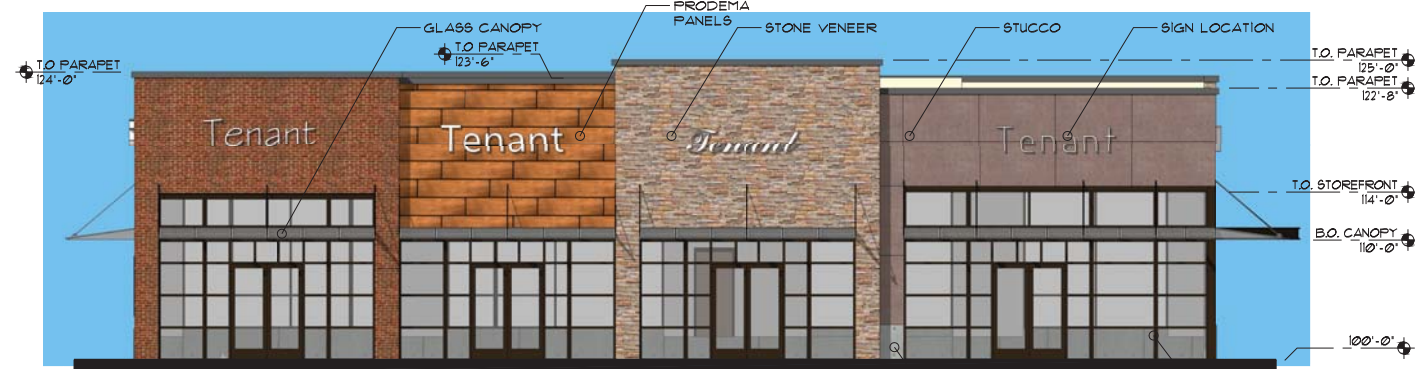 PRODEMA
PANELS
GLASS CANOPY
STONE VENEER
STUCCO
SIGN LOCATION
T.O PARAPET
123'-6"
T.O PARAPET
124'-0"
T.O. PARAPET
125'-0"
T.O. PARAPET
122'-8"
Tenant
Tenant
Tenant
Tenant
T.O. STOREFRONT
114'-0"
B.O. CANOPY
110'-0"
100'-0"